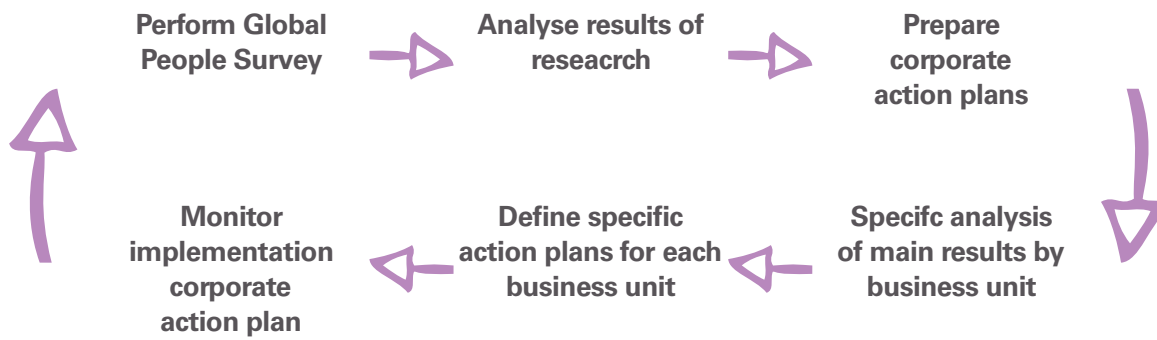 Perform Global
People Survey
Analyse results of
reseacrch
Prepare
corporate
action plans
Specifc analysis
of main results by
business unit
Define specific
action plans for each
business unit
Monitor
implementation
corporate
action plan